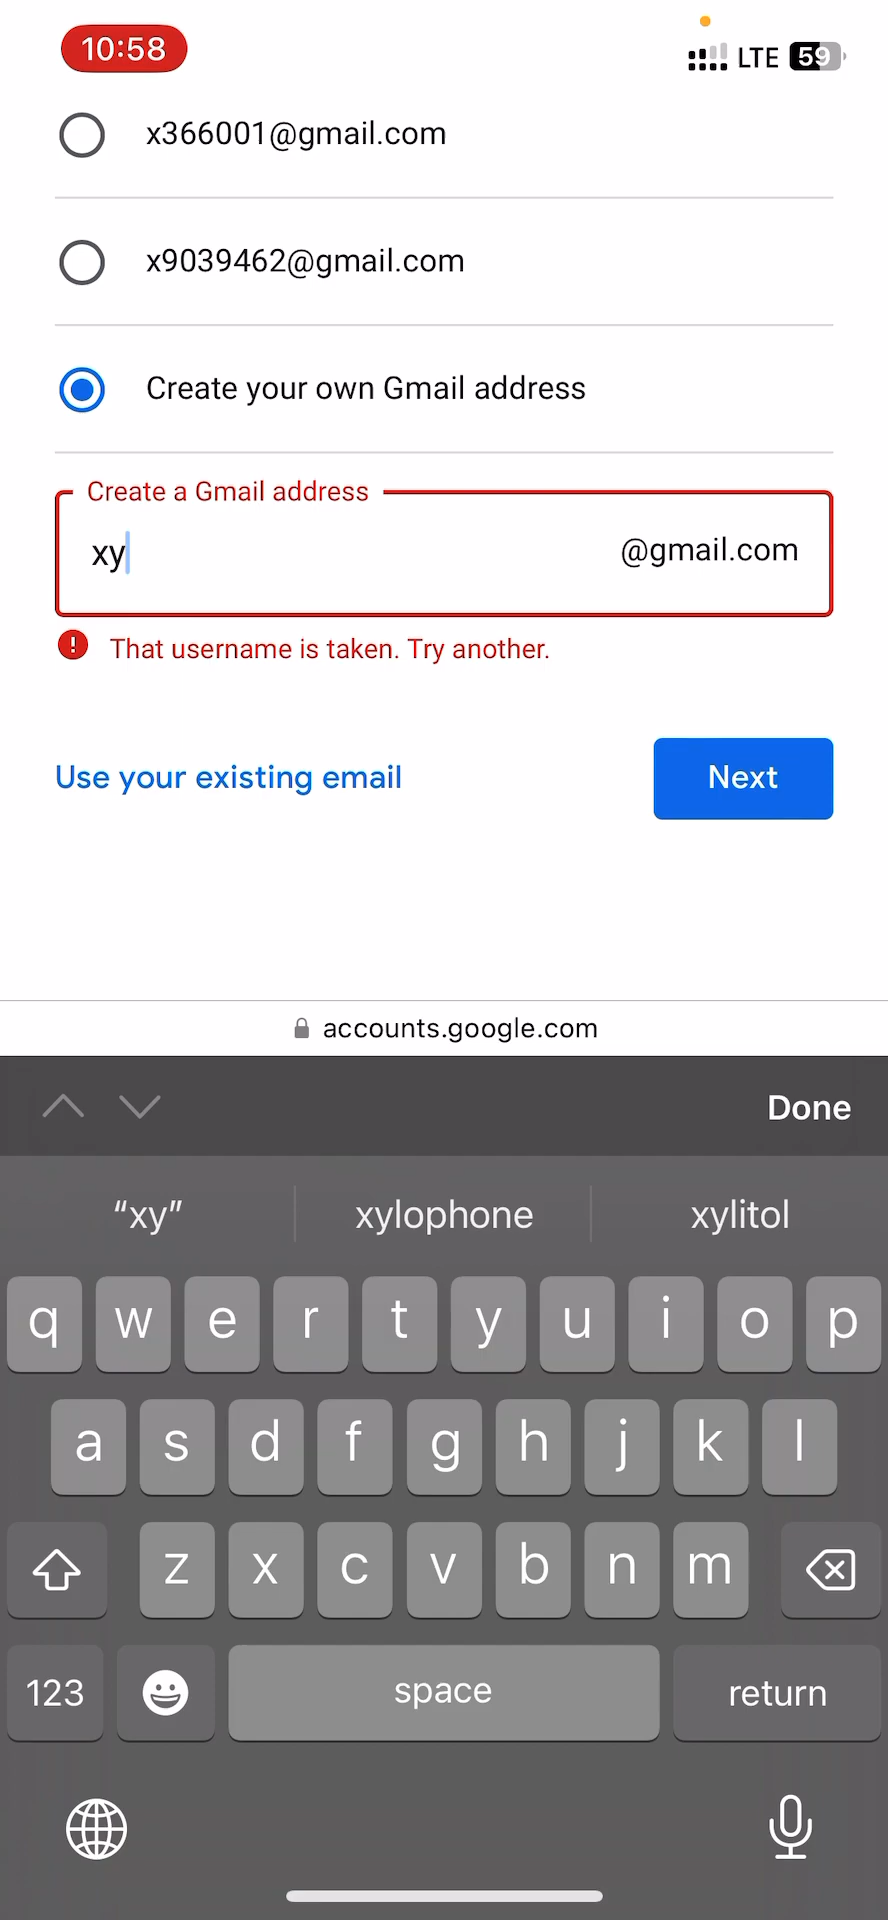 10:58
LTE 59
x366001@gmail.com
x9039462@gmail.com
Create your own Gmail address
Create a Gmail address
xy @gmail.com
That username is taken. Try another.
Use your existing email Next
accounts.google.com
Done
“xy” xylophone xylitol
q w e r t y u i o p
a s d f g h j k l
z x c v b n m
123 space return